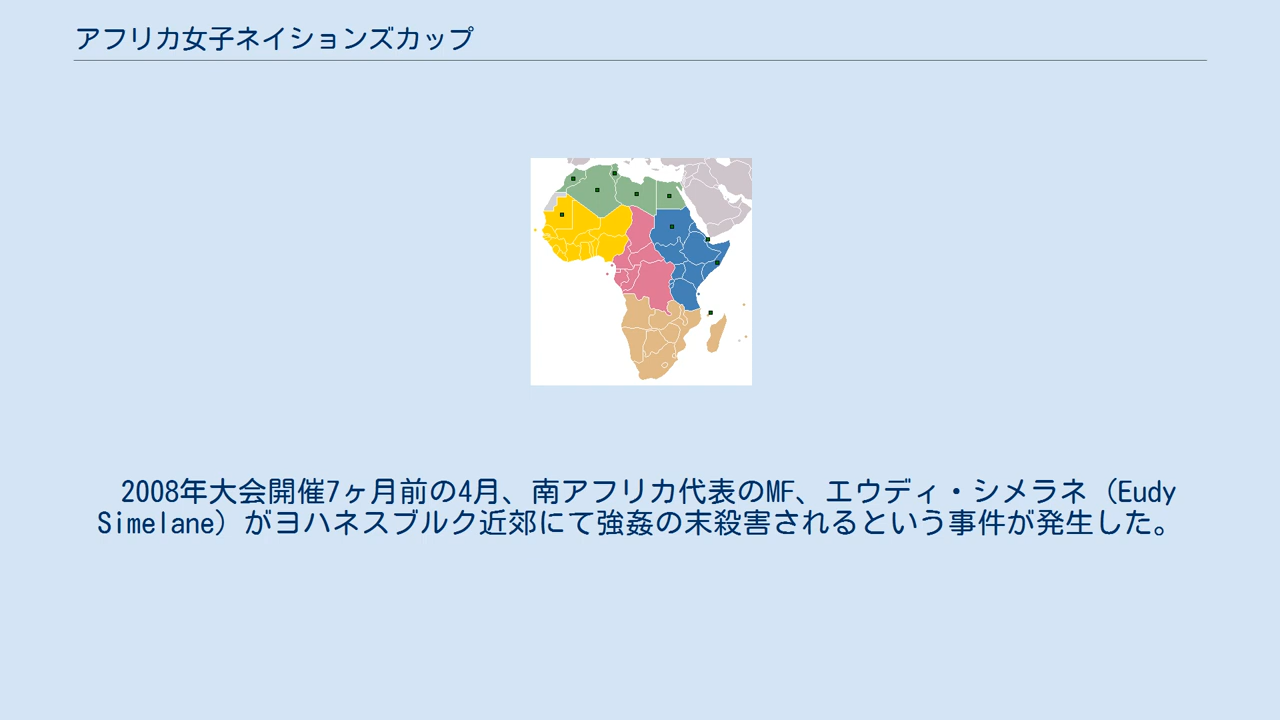 アフリカ女子ネイションズカップ
2008年大会開催7ヶ月前の4月、南アフリカ代表のMF、エウディ・シメラネ（Eudy
Simelane）がヨハネスブルク近郊にて強姦の末殺害されるという事件が発生した。